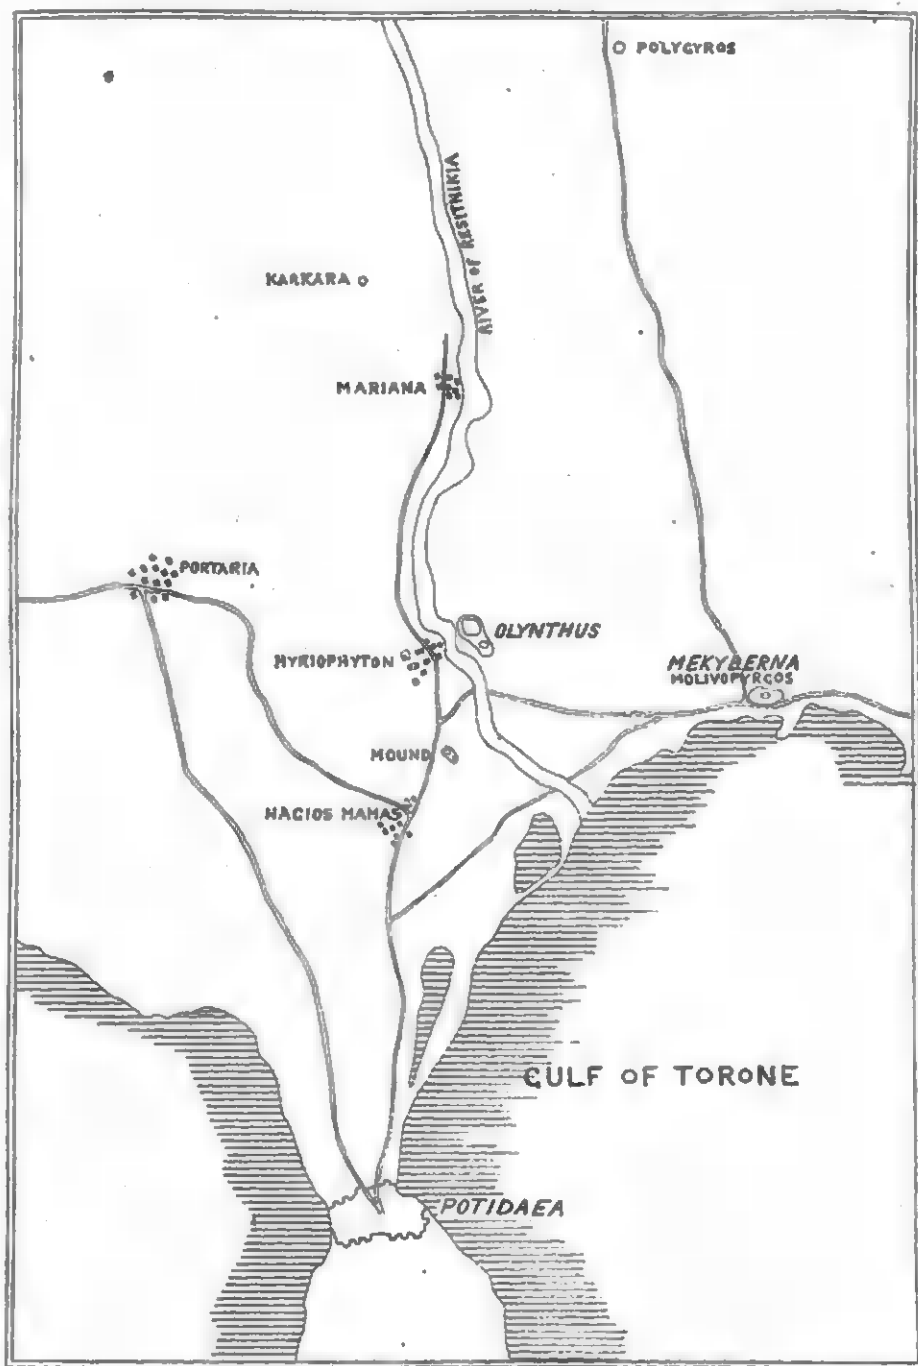 POLYGYROS
RIVER OF RESITNIKIA
KARKARA
MARIANA
PORTARIA
OLYNTHUS
MYRIOPHYTON
MEKYBERNA
MOLIVOPYRGOS
MOUND
HAGIOS MAMAS
GULF OF TORONE
POTIDAEA